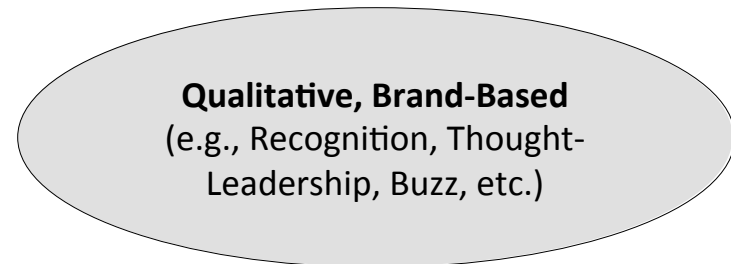 Qualitative, Brand-Based
(e.g., Recognition, Thought-
Leadership, Buzz, etc.)